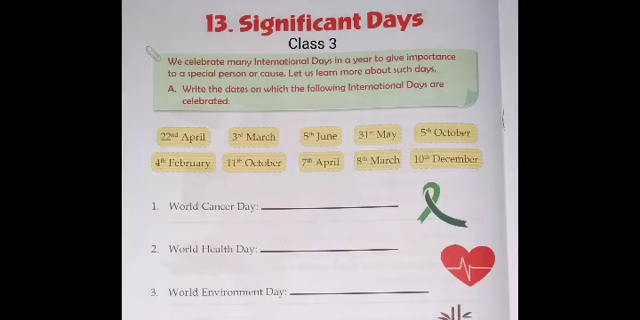 13. Significant Days
Class 3
We celebrate many International Days in a year to give importance
to a special person or cause. Let us learn more about such days.
A. Write the dates on which the following International Days are
celebrated:
22nd April 3rd March 5th June 31st May 5th October
4th February 11th October 7th April 8th March 10th December
1. World Cancer Day:
2. World Health Day:
3. World Environment Day: